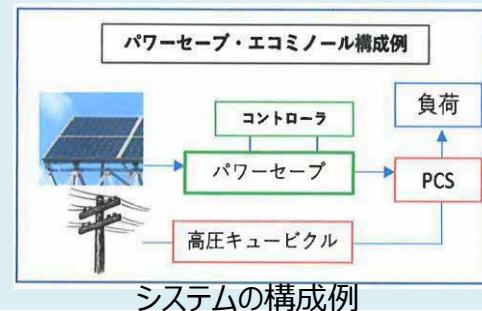 パワーセーブ・エコミノール構成例
コントローラ
負荷
パワーセーブ
PCS
高圧キュービクル
システムの構成例